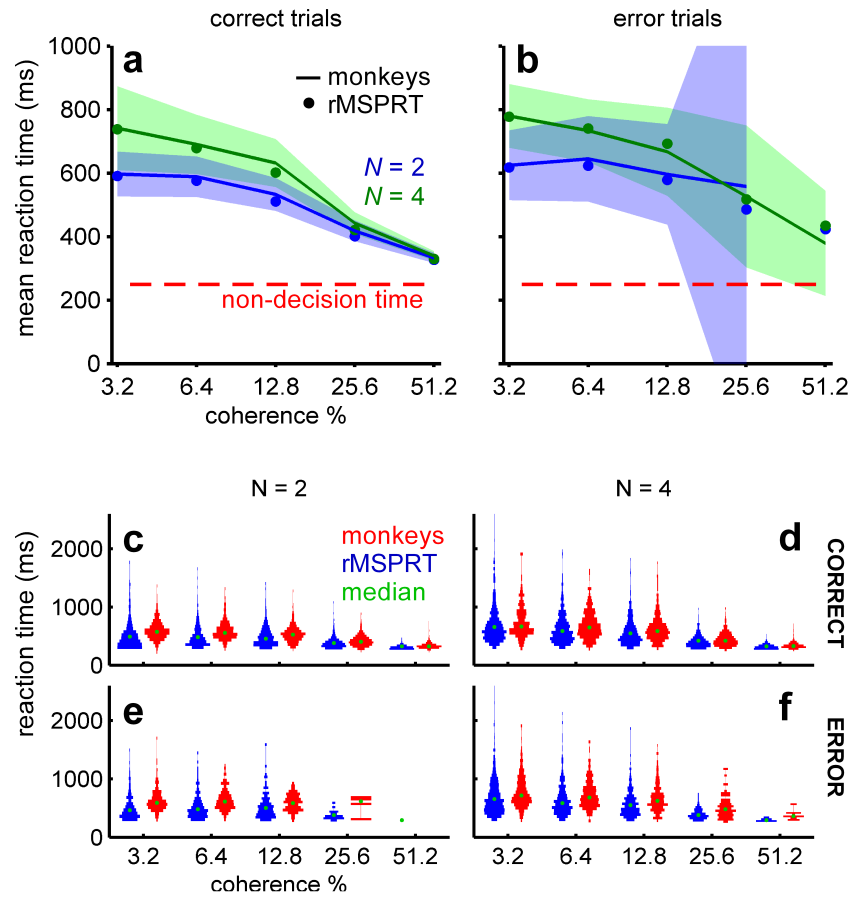 correct trials
error trials
mean reaction time (ms)
1000
800
600
400
200
0
a
monkeys
rMSPRT
N = 2
N = 4
non-decision time
3.2 6.4 12.8 25.6 51.2
coherence %
b
3.2 6.4 12.8 25.6 51.2
N = 2
N = 4
reaction time (ms)
2000
1000
0
c
monkeys
rMSPRT
median
d
CORRECT
2000
1000
0
e
f
ERROR
3.2 6.4 12.8 25.6 51.2
3.2 6.4 12.8 25.6 51.2
coherence %